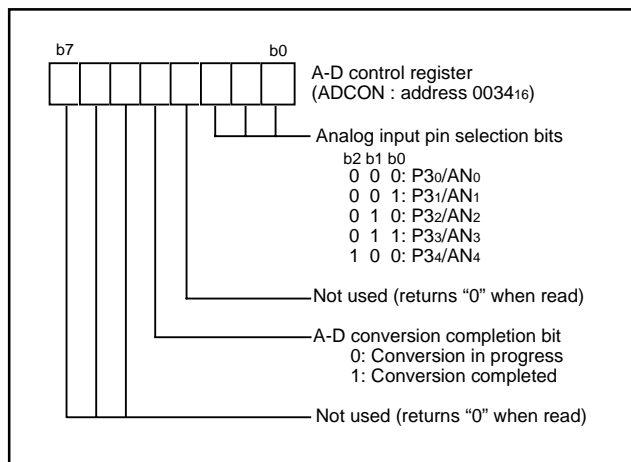 b7 b0
A-D control register
(ADCON : address 0034₁₆)
Analog input pin selection bits
b2 b1 b0
0 0 0: P3₀/AN₀
0 0 1: P3₁/AN₁
0 1 0: P3₂/AN₂
0 1 1: P3₃/AN₃
1 0 0: P3₄/AN₄
Not used (returns “0” when read)
A-D conversion completion bit
0: Conversion in progress
1: Conversion completed
Not used (returns “0” when read)